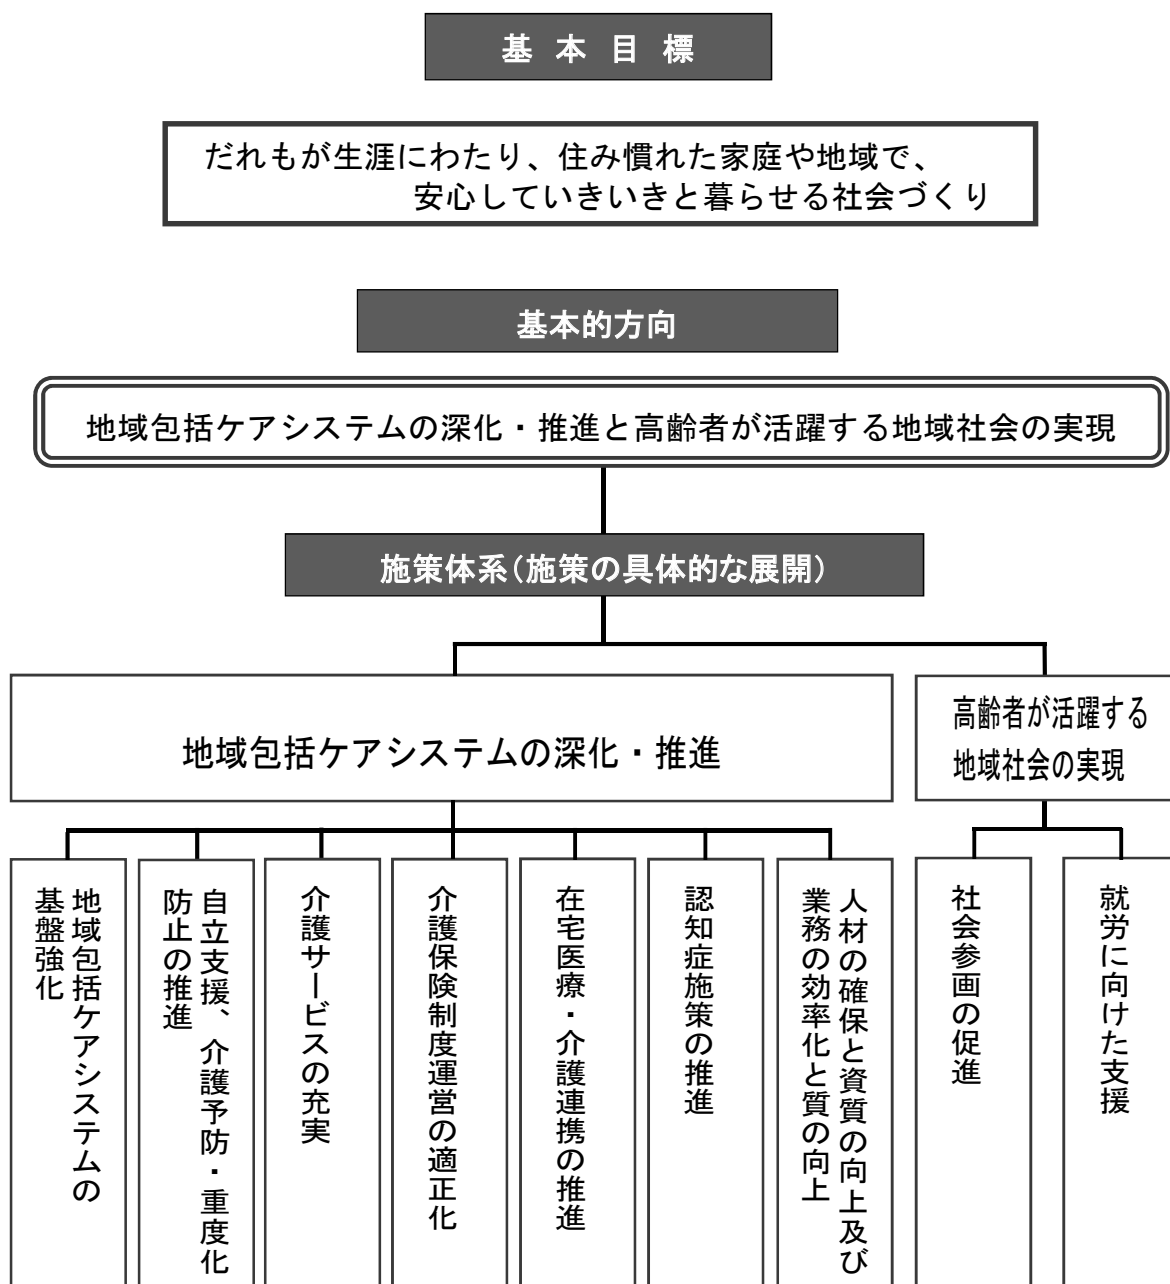 基本目標
だれもが生涯にわたり、住み慣れた家庭や地域で、
安心していきいきと暮らせる社会づくり
基本的方向
地域包括ケアシステムの深化・推進と高齢者が活躍する地域社会の実現
施策体系(施策の具体的な展開)
地域包括ケアシステムの深化・推進
高齢者が活躍する
地域社会の実現
地域包括ケアシステムの
基盤強化
自立支援、介護予防・重度化
防止の推進
介護サービスの充実
介護保険制度運営の適正化
在宅医療・介護連携の推進
認知症施策の推進
人材の確保と資質の向上及び
業務の効率化と質の向上
社会参画の促進
就労に向けた支援